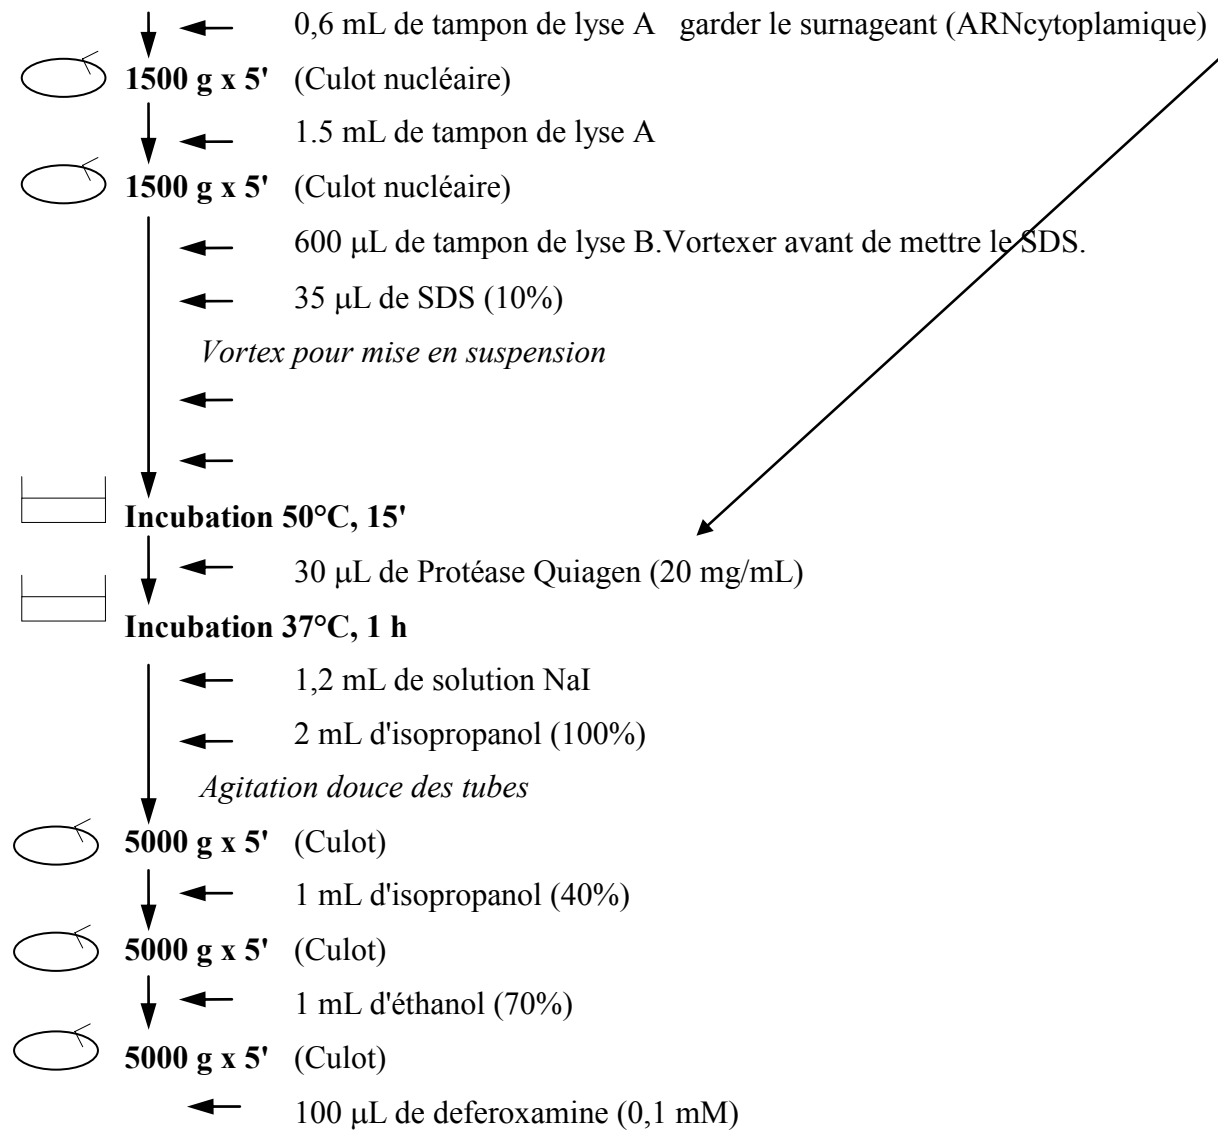 0,6 mL de tampon de lyse A garder le surnageant (ARNcytoplamique)
1500 g x 5' (Culot nucléaire)
1.5 mL de tampon de lyse A
1500 g x 5' (Culot nucléaire)
600 μL de tampon de lyse B.Vortexer avant de mettre le SDS.
35 μL de SDS (10%)
Vortex pour mise en suspension
Incubation 50°C, 15'
30 μL de Protéase Quiagen (20 mg/mL)
Incubation 37°C, 1 h
1,2 mL de solution NaI
2 mL d'isopropanol (100%)
Agitation douce des tubes
5000 g x 5' (Culot)
1 mL d'isopropanol (40%)
5000 g x 5' (Culot)
1 mL d'éthanol (70%)
5000 g x 5' (Culot)
100 μL de deferoxamine (0,1 mM)